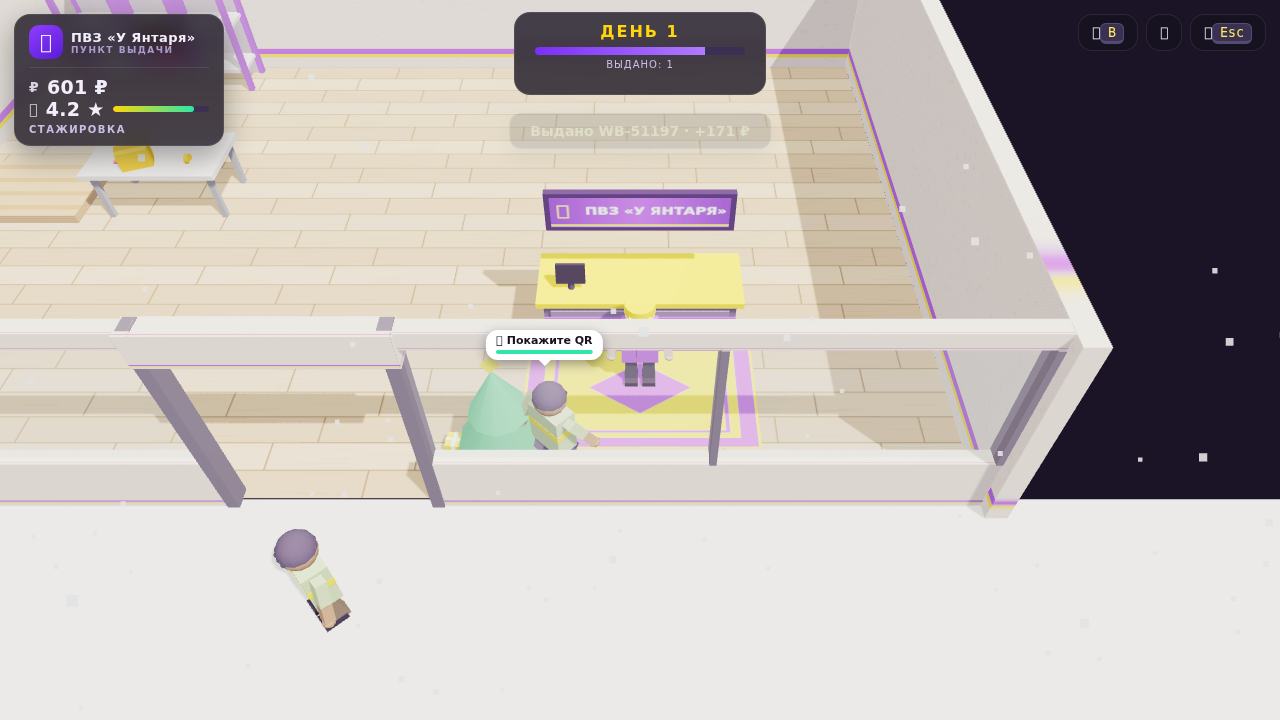 ПВЗ «У Янтаря»
ПУНКТ ВЫДАЧИ
₽ 601 ₽
4.2 ★
СТАЖИРОВКА
ДЕНЬ 1
ВЫДАНО: 1
B
Esc
Выдано WB-51197 · +171 ₽
ПВЗ «У ЯНТАРЯ»
Покажите QR